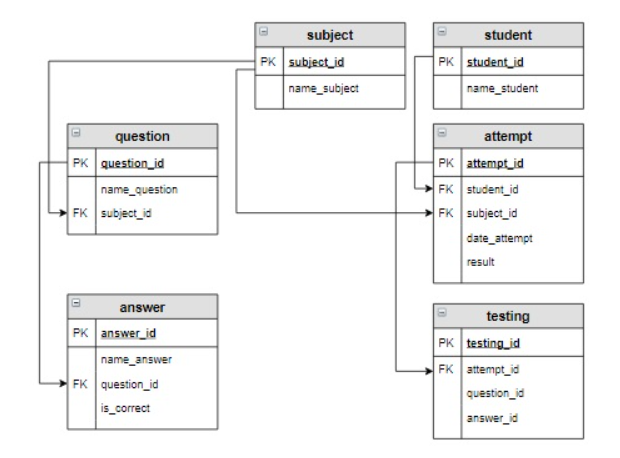 subject
PK subject_id
name_subject
student
PK student_id
name_student
question
PK question_id
name_question
FK subject_id
attempt
PK attempt_id
FK student_id
FK subject_id
date_attempt
result
answer
PK answer_id
name_answer
FK question_id
is_correct
testing
PK testing_id
FK attempt_id
question_id
answer_id